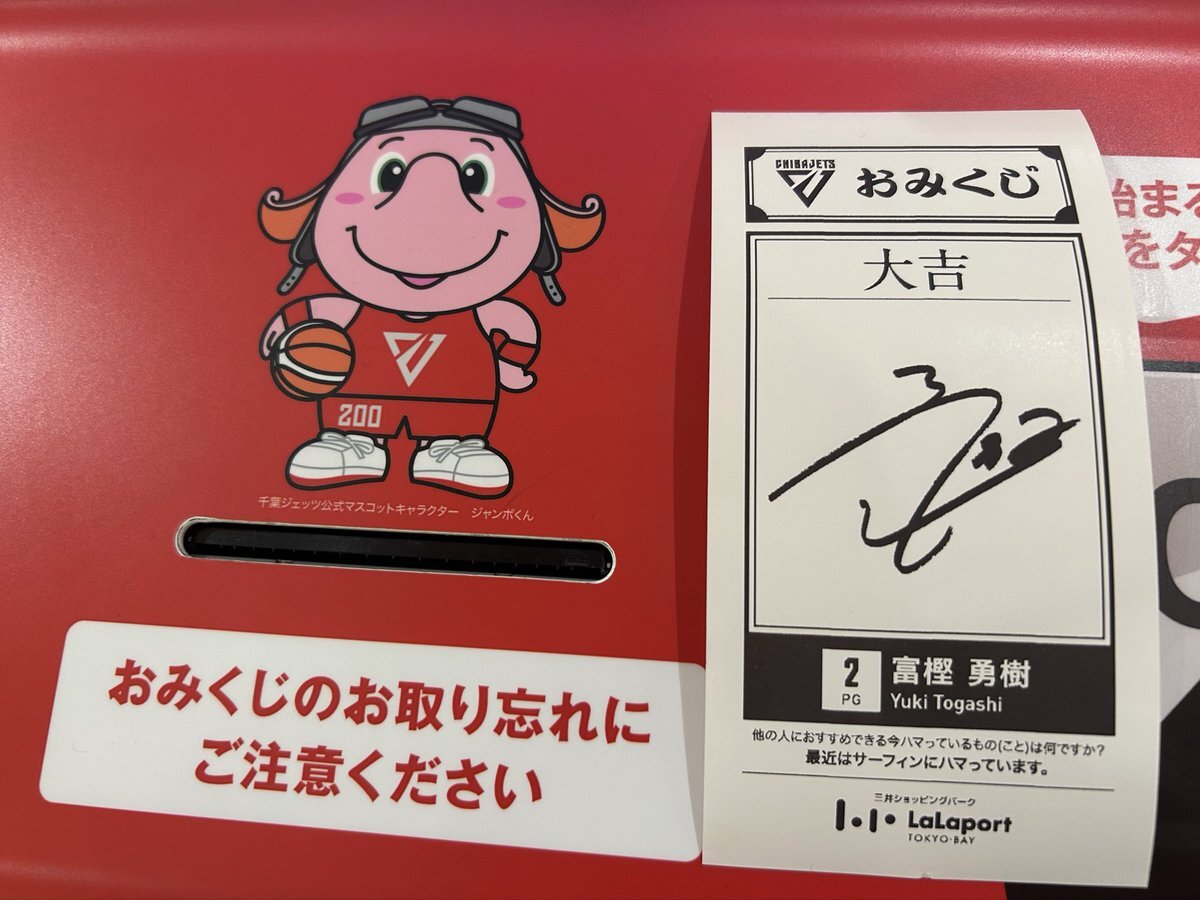 200
千葉ジェッツ公式マスコットキャラクター　ジャンボくん
おみくじのお取り忘れに
ご注意ください
CHIBAJETS
おみくじ
大吉
2
PG
富樫 勇樹
Yuki Togashi
他の人におすすめできる今ハマっているもの(こと)は何ですか?
最近はサーフィンにハマっています。
三井ショッピングパーク
LaLaport
TOKYO-BAY
始まる
をタ